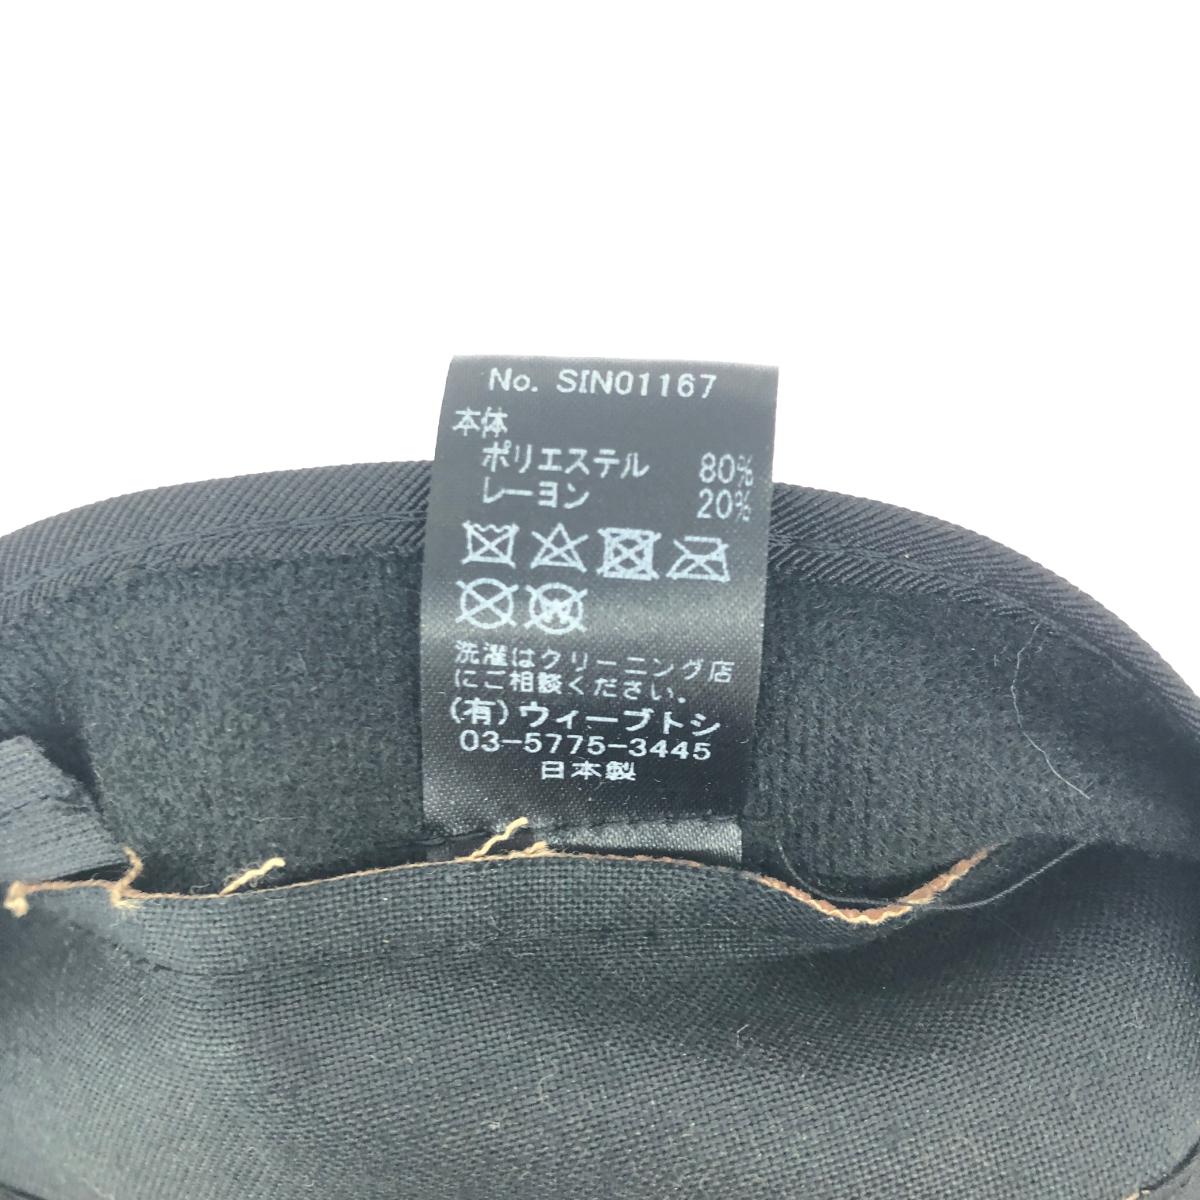 No. SIN01167
本体
ポリエステル 80%
レーヨン 20%
洗濯はクリーニング店
にご相談ください。
(有)ウィーブトシ
03-5775-3445
日本製